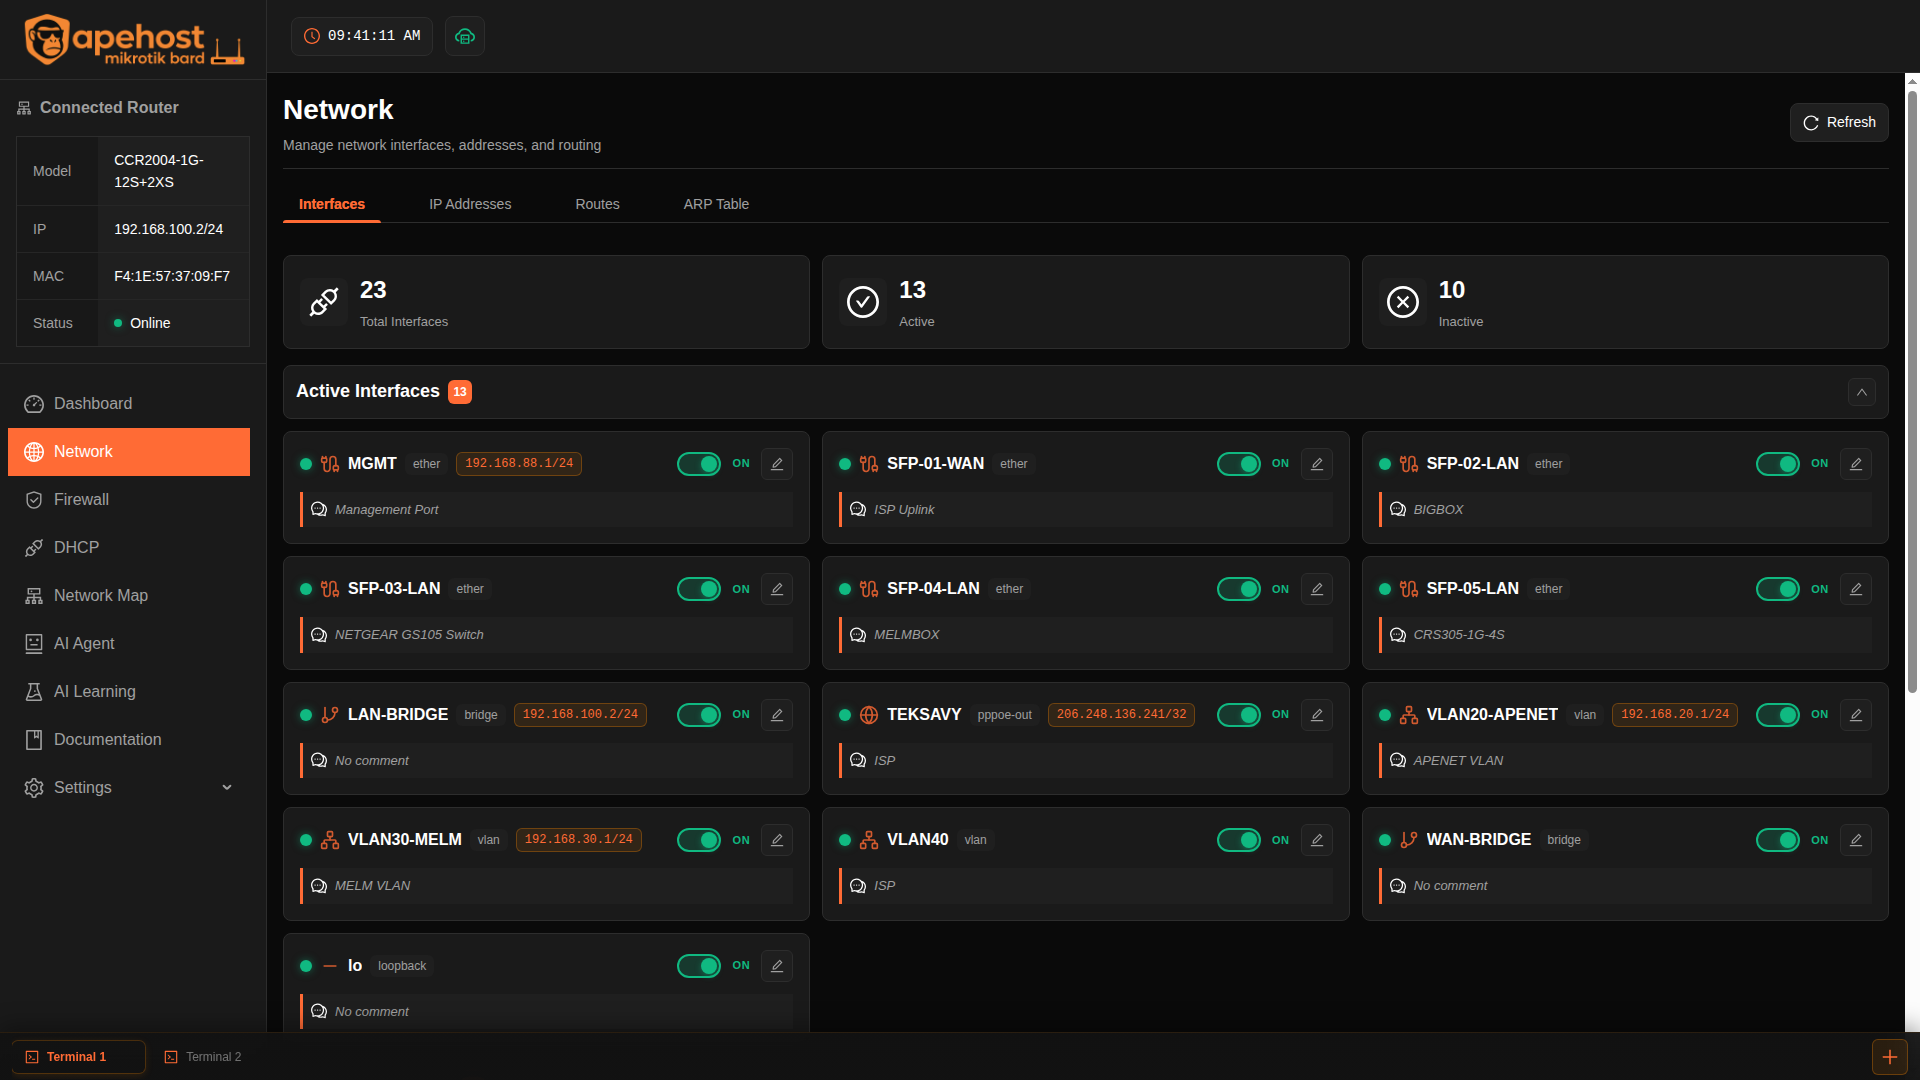 apehost
mikrotik bard
09:41:11 AM
Connected Router
Model
CCR2004-1G-
12S+2XS
IP
192.168.100.2/24
MAC
F4:1E:57:37:09:F7
Status
Online
Dashboard
Network
Firewall
DHCP
Network Map
AI Agent
AI Learning
Documentation
Settings
Network
Manage network interfaces, addresses, and routing
Refresh
Interfaces
IP Addresses
Routes
ARP Table
23
Total Interfaces
13
Active
10
Inactive
Active Interfaces 13
MGMT ether 192.168.88.1/24 ON
Management Port
SFP-01-WAN ether ON
ISP Uplink
SFP-02-LAN ether ON
BIGBOX
SFP-03-LAN ether ON
NETGEAR GS105 Switch
SFP-04-LAN ether ON
MELMBOX
SFP-05-LAN ether ON
CRS305-1G-4S
LAN-BRIDGE bridge 192.168.100.2/24 ON
No comment
TEKSAVY pppoe-out 206.248.136.241/32 ON
ISP
VLAN20-APENET vlan 192.168.20.1/24 ON
APENET VLAN
VLAN30-MELM vlan 192.168.30.1/24 ON
MELM VLAN
VLAN40 vlan ON
ISP
WAN-BRIDGE bridge ON
No comment
lo loopback ON
No comment
Terminal 1
Terminal 2